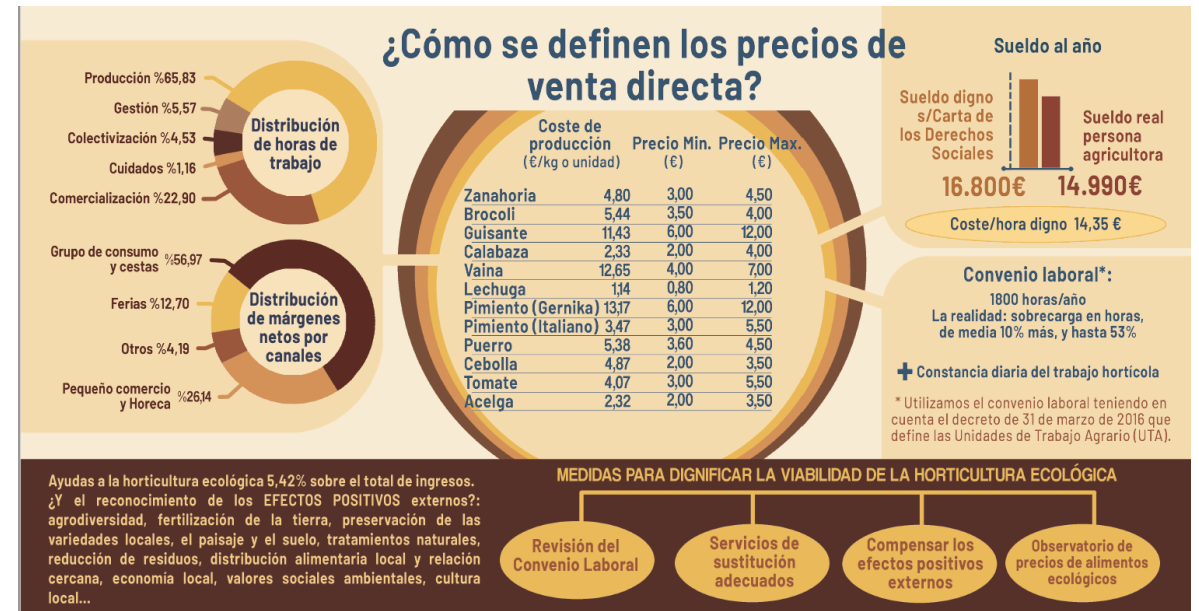 ¿Cómo se definen los precios de
venta directa?
Producción %65,83
Gestión %5,57
Colectivización %4,53
Cuidados %1,16
Comercialización %22,90
Distribución
de horas de
trabajo
Grupo de consumo
y cestas %56,97
Ferias %12,70
Otros %4,19
Pequeño comercio
y Horeca %26,14
Distribución
de márgenes
netos por
canales
Coste de
producción
(€/kg o unidad)
Precio Min.
(€)
Precio Max.
(€)
Zanahoria 4,80 3,00 4,50
Brocoli 5,44 3,50 4,00
Guisante 11,43 6,00 12,00
Calabaza 2,33 2,00 4,00
Vaina 12,65 4,00 7,00
Lechuga 1,14 0,80 1,20
Pimiento (Gernika) 13,17 6,00 12,00
Pimiento (Italiano) 3,47 3,00 5,50
Puerro 5,38 3,60 4,50
Cebolla 4,87 2,00 3,50
Tomate 4,07 3,00 5,50
Acelga 2,32 2,00 3,50
Sueldo al año
Sueldo digno
s/Carta de
los Derechos
Sociales
16.800€
Sueldo real
persona
agricultora
14.990€
Coste/hora digno 14,35 €
Convenio laboral*:
1800 horas/año
La realidad: sobrecarga en horas,
de media 10% más, y hasta 53%
+ Constancia diaria del trabajo hortícola
* Utilizamos el convenio laboral teniendo en
cuenta el decreto de 31 de marzo de 2016 que
define las Unidades de Trabajo Agrario (UTA).
Ayudas a la horticultura ecológica 5,42% sobre el total de ingresos.
¿Y el reconocimiento de los EFECTOS POSITIVOS externos?:
agrodiversidad, fertilización de la tierra, preservación de las
variedades locales, el paisaje y el suelo, tratamientos naturales,
reducción de residuos, distribución alimentaria local y relación
cercana, economía local, valores sociales ambientales, cultura
local...
MEDIDAS PARA DIGNIFICAR LA VIABILIDAD DE LA HORTICULTURA ECOLÓGICA
Revisión del
Convenio Laboral
Servicios de
sustitución
adecuados
Compensar los
efectos positivos
externos
Observatorio de
precios de alimentos
ecológicos